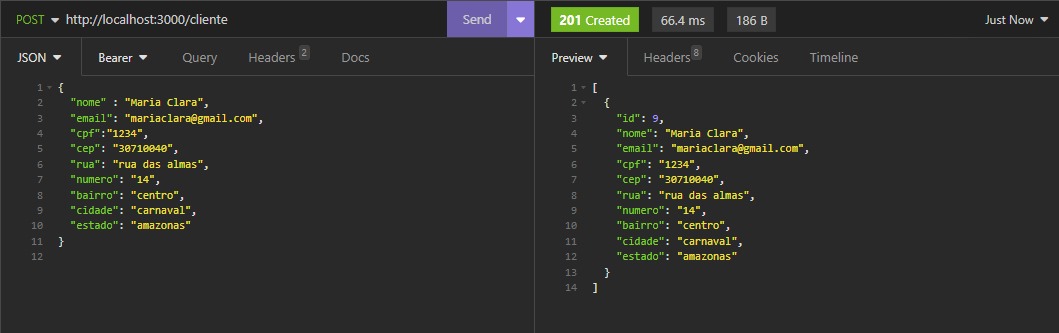 POST http://localhost:3000/cliente Send 201 Created 66.4 ms 186 B Just Now
JSON Bearer Query Headers 2 Docs
Preview Headers 8 Cookies Timeline
1 {
2 "nome" : "Maria Clara",
3 "email": "mariaclara@gmail.com",
4 "cpf":"1234",
5 "cep": "30710040",
6 "rua": "rua das almas",
7 "numero": "14",
8 "bairro": "centro",
9 "cidade": "carnaval",
10 "estado": "amazonas"
11 }
12
1 [
2 {
3 "id": 9,
4 "nome": "Maria Clara",
5 "email": "mariaclara@gmail.com",
6 "cpf": "1234",
7 "cep": "30710040",
8 "rua": "rua das almas",
9 "numero": "14",
10 "bairro": "centro",
11 "cidade": "carnaval",
12 "estado": "amazonas"
13 }
14 ]